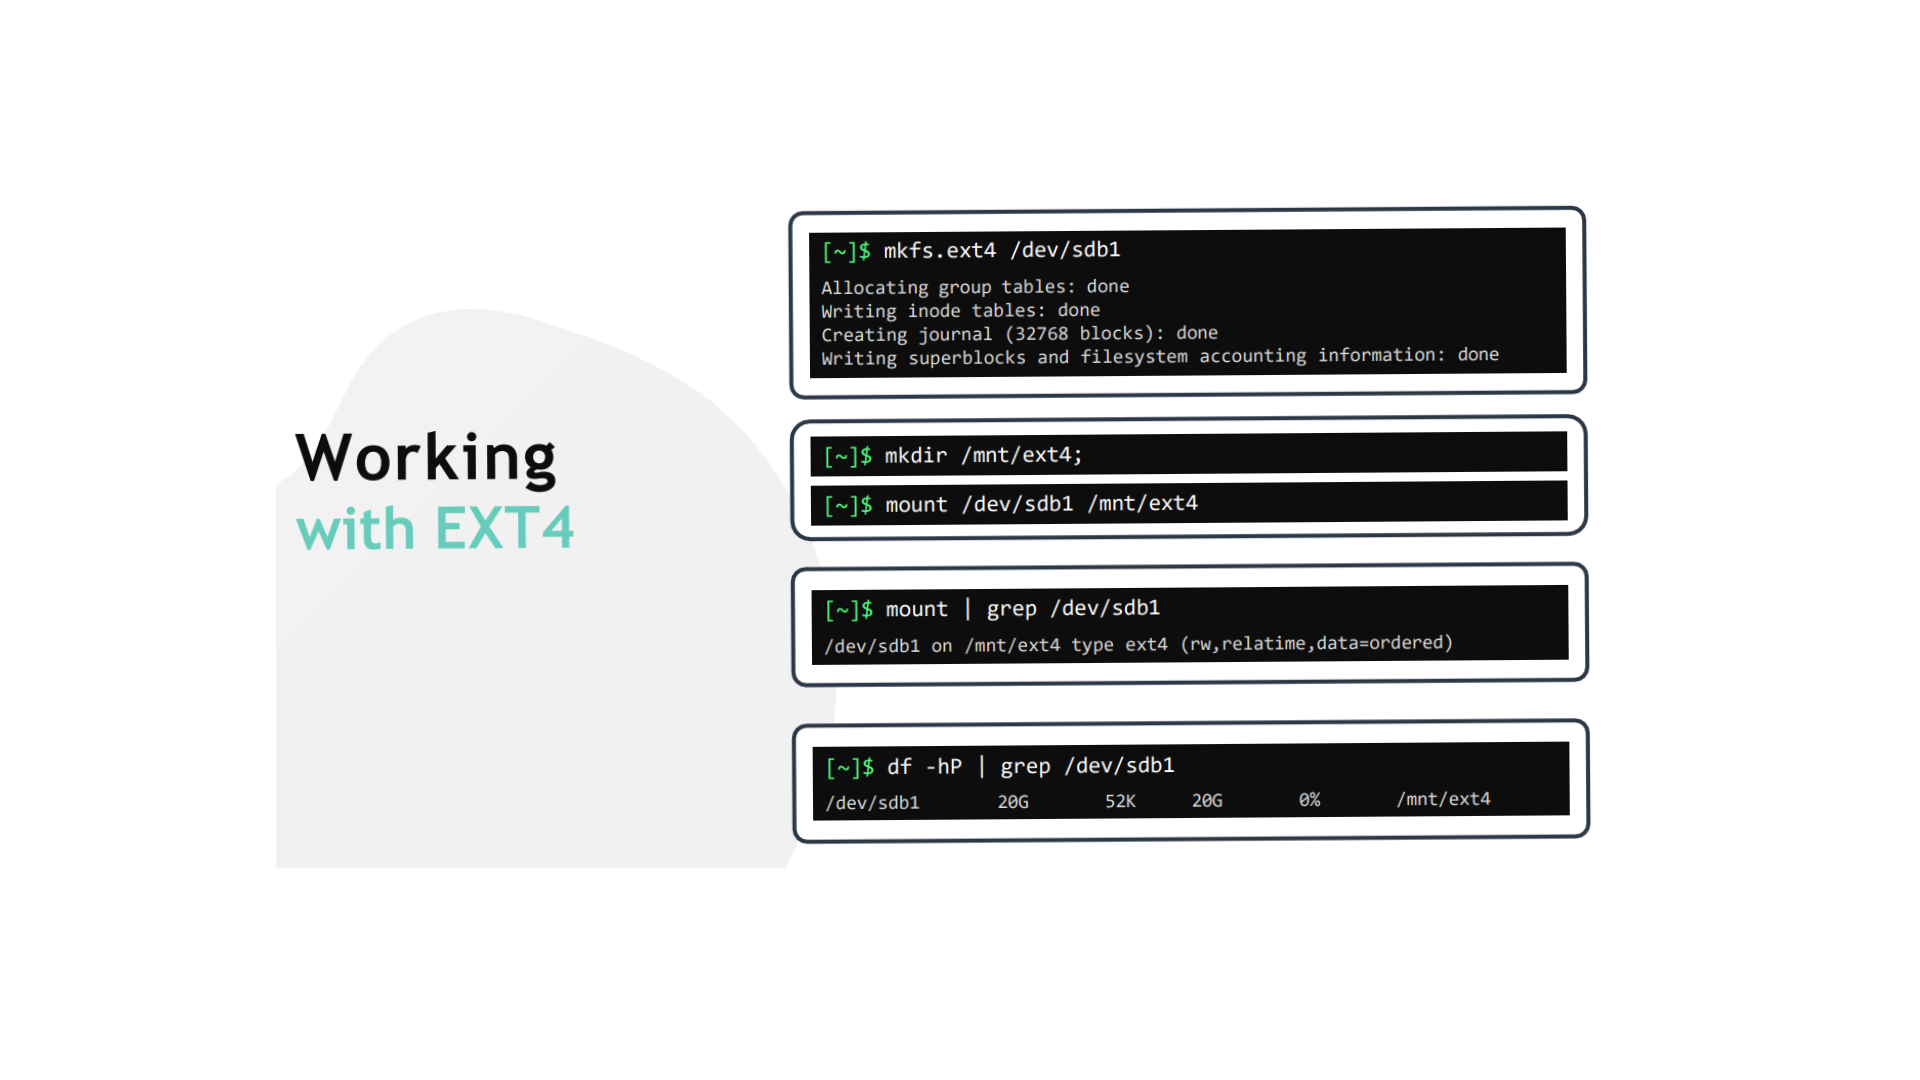 Working
with EXT4
[~]$ mkfs.ext4 /dev/sdb1
Allocating group tables: done
Writing inode tables: done
Creating journal (32768 blocks): done
Writing superblocks and filesystem accounting information: done
[~]$ mkdir /mnt/ext4;
[~]$ mount /dev/sdb1 /mnt/ext4
[~]$ mount | grep /dev/sdb1
/dev/sdb1 on /mnt/ext4 type ext4 (rw,relatime,data=ordered)
[~]$ df -hP | grep /dev/sdb1
/dev/sdb1 20G 52K 20G 0% /mnt/ext4